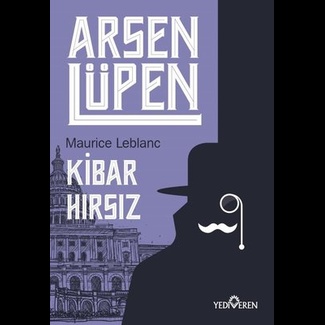 ARSEN
LÜPEN
Maurice Leblanc
KİBAR
HIRSIZ
YEDİVEREN